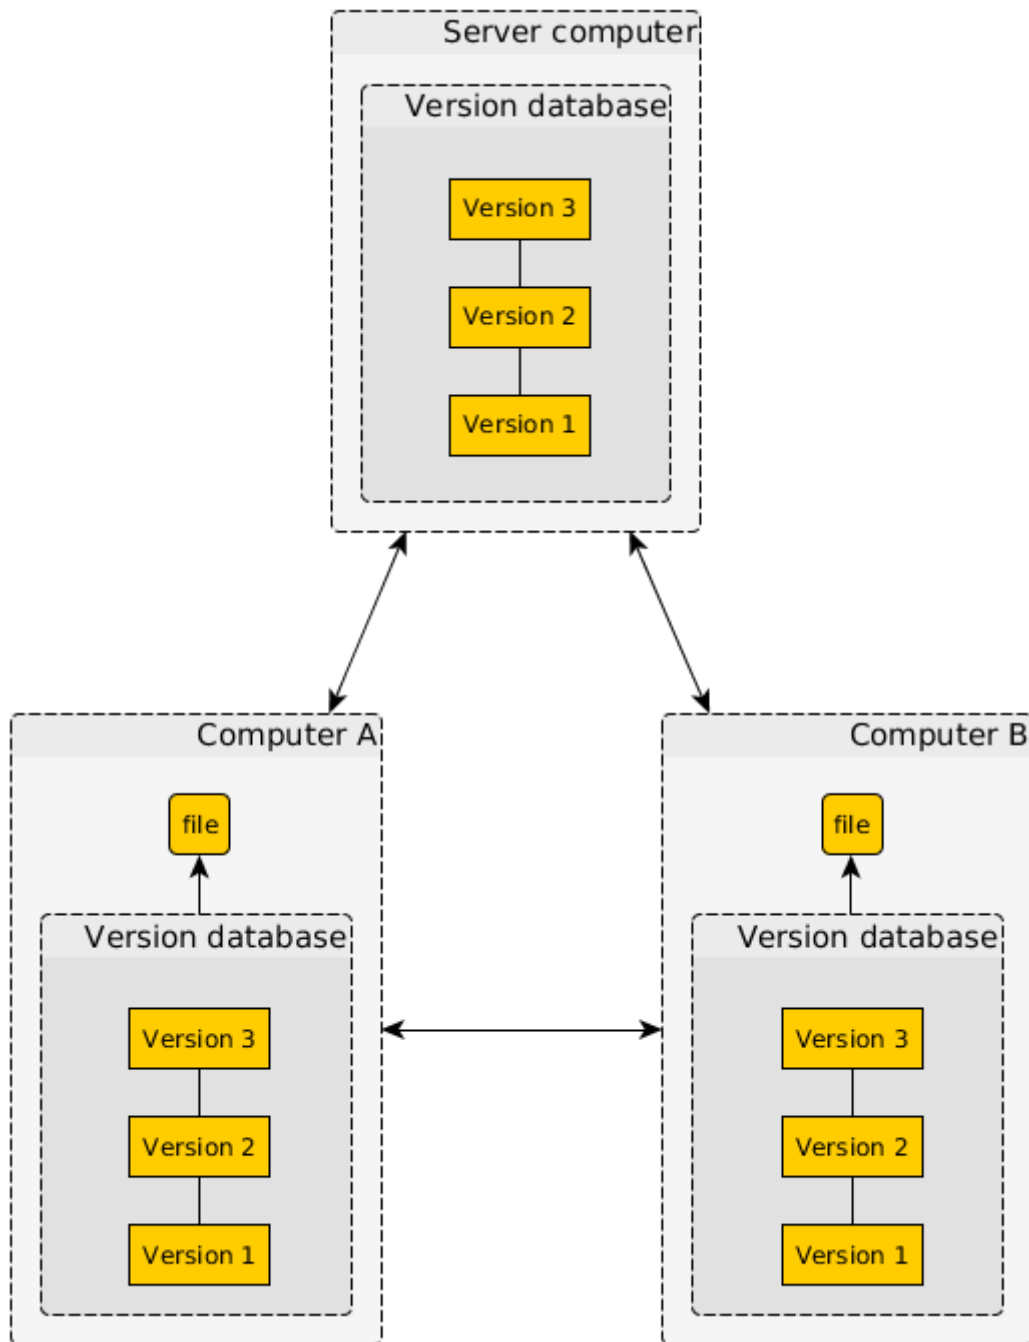 Server computer
Version database
Version 3
Version 2
Version 1
Computer A
file
Version database
Version 3
Version 2
Version 1
Computer B
file
Version database
Version 3
Version 2
Version 1